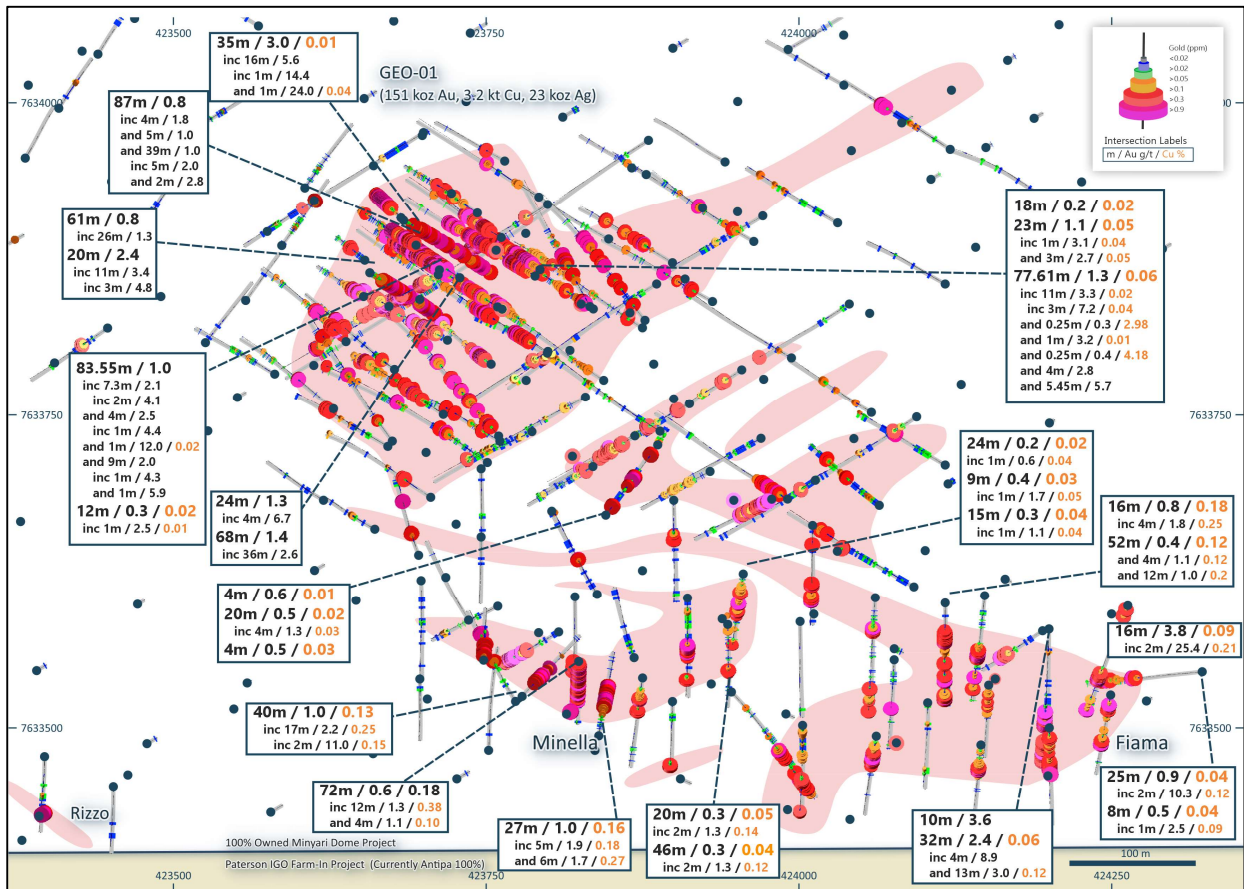 423500
423750
424000
7634000
35m / 3.0 / 0.01
inc 16m / 5.6
inc 1m / 14.4
and 1m / 24.0 / 0.04
GEO-01
(151 koz Au, 3.2 kt Cu, 23 koz Ag)
Gold (ppm)
<0.02
>0.02
>0.05
>0.1
>0.3
>0.9
Intersection Labels
m / Au g/t / Cu %
87m / 0.8
inc 4m / 1.8
and 5m / 1.0
and 39m / 1.0
inc 5m / 2.0
and 2m / 2.8
61m / 0.8
inc 26m / 1.3
20m / 2.4
inc 11m / 3.4
inc 3m / 4.8
18m / 0.2 / 0.02
23m / 1.1 / 0.05
inc 1m / 3.1 / 0.04
and 3m / 2.7 / 0.05
77.61m / 1.3 / 0.06
inc 11m / 3.3 / 0.02
inc 3m / 7.2 / 0.04
and 0.25m / 0.3 / 2.98
and 1m / 3.2 / 0.01
and 0.25m / 0.4 / 4.18
and 4m / 2.8
and 5.45m / 5.7
7633750
7633750
83.55m / 1.0
inc 7.3m / 2.1
inc 2m / 4.1
and 4m / 2.5
inc 1m / 4.4
and 1m / 12.0 / 0.02
and 9m / 2.0
inc 1m / 4.3
and 1m / 5.9
12m / 0.3 / 0.02
inc 1m / 2.5 / 0.01
24m / 1.3
inc 4m / 6.7
68m / 1.4
inc 36m / 2.6
24m / 0.2 / 0.02
inc 1m / 0.6 / 0.04
9m / 0.4 / 0.03
inc 1m / 1.7 / 0.05
15m / 0.3 / 0.04
inc 1m / 1.1 / 0.04
16m / 0.8 / 0.18
inc 4m / 1.8 / 0.25
52m / 0.4 / 0.12
and 4m / 1.1 / 0.12
and 12m / 1.0 / 0.2
4m / 0.6 / 0.01
20m / 0.5 / 0.02
inc 4m / 1.3 / 0.03
4m / 0.5 / 0.03
16m / 3.8 / 0.09
inc 2m / 25.4 / 0.21
40m / 1.0 / 0.13
inc 17m / 2.2 / 0.25
inc 2m / 11.0 / 0.15
7633500
7633500
Minella
Fiama
72m / 0.6 / 0.18
inc 12m / 1.3 / 0.38
and 4m / 1.1 / 0.10
25m / 0.9 / 0.04
inc 2m / 10.3 / 0.12
8m / 0.5 / 0.04
inc 1m / 2.5 / 0.09
Rizzo
27m / 1.0 / 0.16
inc 5m / 1.9 / 0.18
and 6m / 1.7 / 0.27
20m / 0.3 / 0.05
inc 2m / 1.3 / 0.14
46m / 0.3 / 0.04
inc 2m / 1.3 / 0.12
10m / 3.6
32m / 2.4 / 0.06
inc 4m / 8.9
and 13m / 3.0 / 0.12
100% Owned Minyari Dome Project
Paterson IGO Farm-In Project (Currently Antipa 100%)
100 m
423500
423750
424000
424250